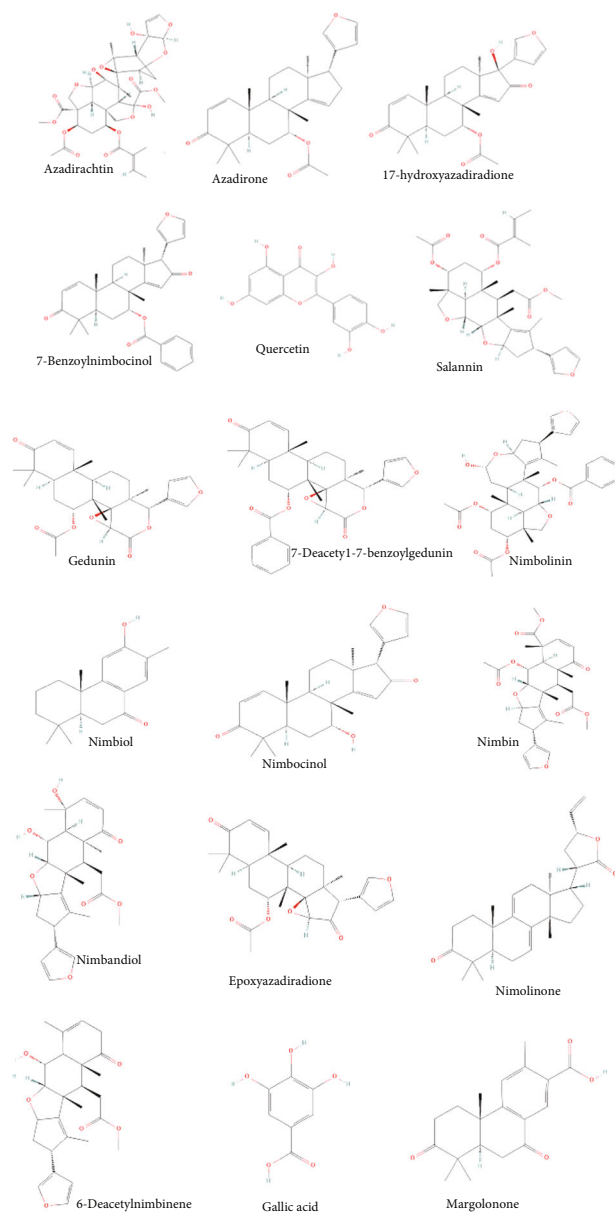 Azadirachtin
Azadirone
17-hydroxyazadiradione
7-Benzoylnimbocinol
Quercetin
Salannin
Gedunin
7-Deacety1-7-benzoylgedunin
Nimbolinin
Nimbiol
Nimbocinol
Nimbin
Nimbandiol
Epoxyazadiradione
Nimolinone
6-Deacetylnimbinene
Gallic acid
Margolonone